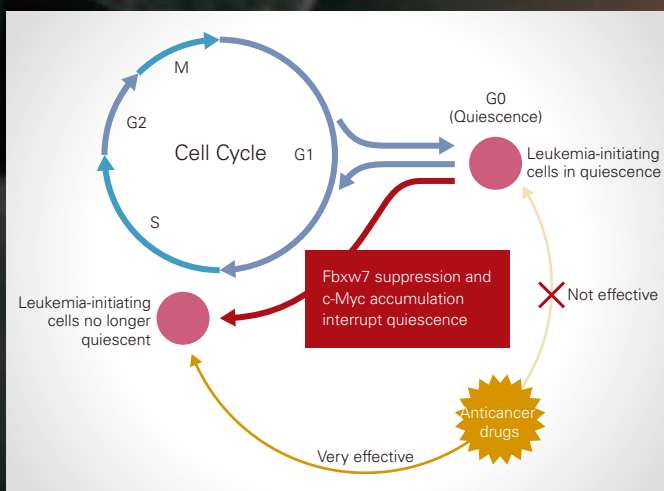 M
G2
Cell Cycle
G1
S
G0
(Quiescence)
Leukemia-initiating
cells in quiescence
Fbxw7 suppression and
c-Myc accumulation
interrupt quiescence
Leukemia-initiating
cells no longer
quiescent
Not effective
Anticancer
drugs
Very effective